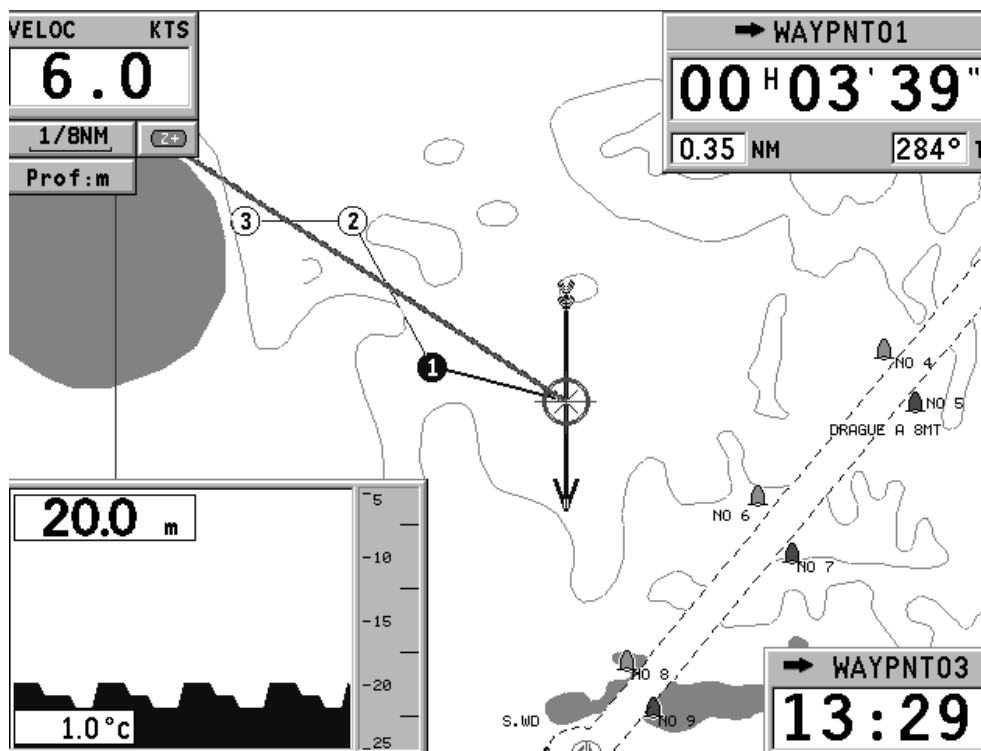 VELOC KTS
6.0
1/8NM Z+
Prof:m
WAYPNT01
00H03'39"
0.35 NM 284° T
3
2
1
NO 4
NO 5
DRAGUE A 8MT
NO 6
NO 7
NO 8
NO 9
S.WD
20.0 m
-5
-10
-15
-20
-25
1.0°c
WAYPNT03
13:29